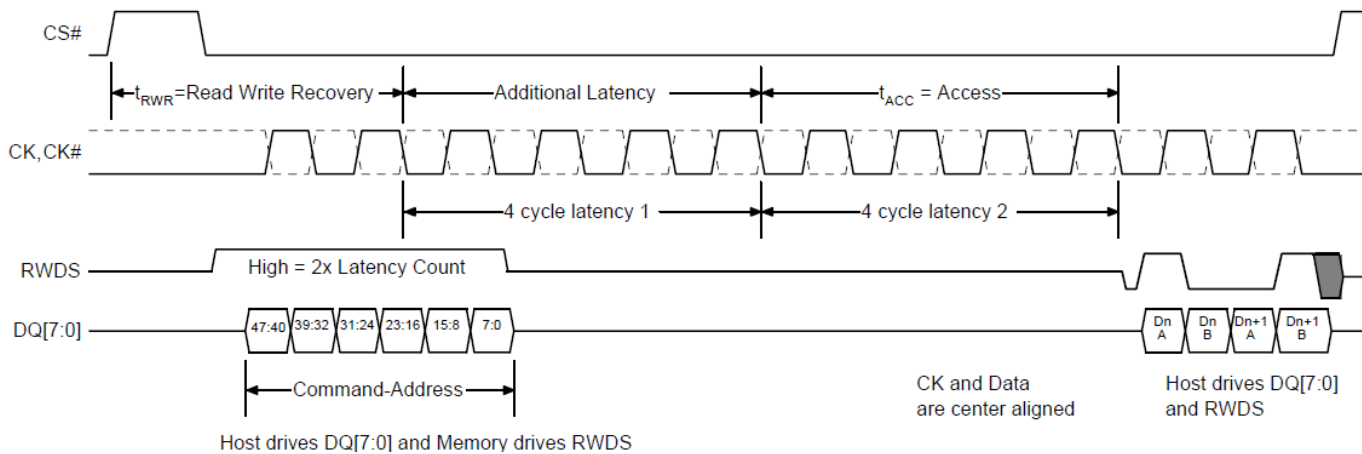 CS#
tRWR=Read Write Recovery
Additional Latency
tACC = Access
CK,CK#
4 cycle latency 1
4 cycle latency 2
RWDS
High = 2x Latency Count
DQ[7:0]
47:40 39:32 31:24 23:16 15:8 7:0
Dn A
Dn B
Dn+1 A
Dn+1 B
Command-Address
CK and Data
are center aligned
Host drives DQ[7:0]
and RWDS
Host drives DQ[7:0] and Memory drives RWDS